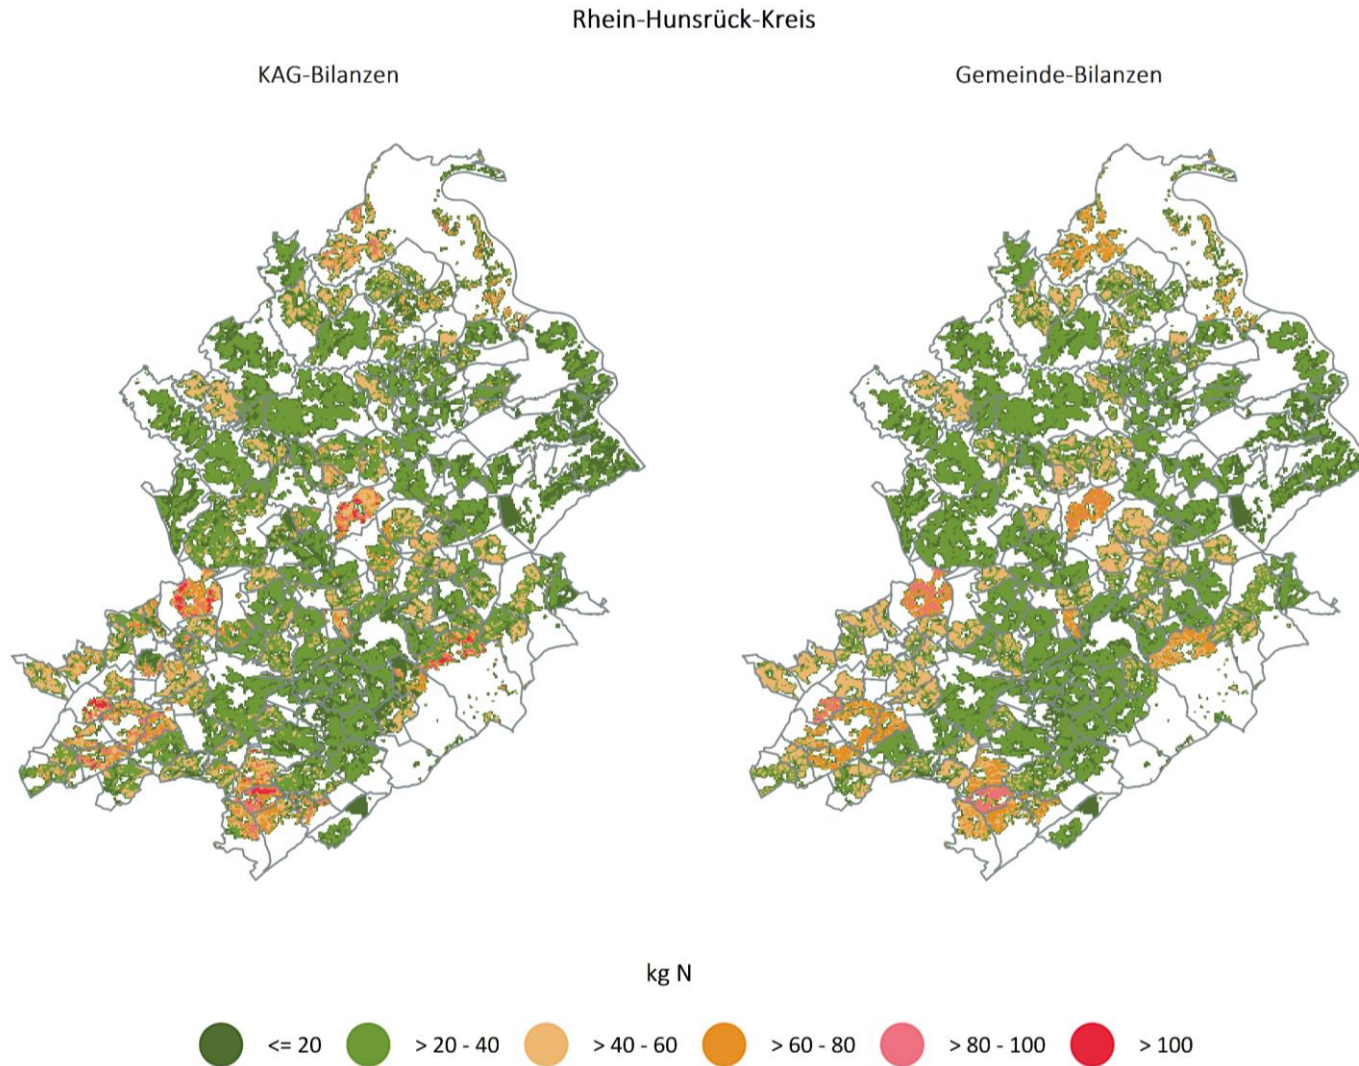 Rhein-Hunsrück-Kreis
KAG-Bilanzen Gemeinde-Bilanzen
kg N
<= 20 > 20 - 40 > 40 - 60 > 60 - 80 > 80 - 100 > 100